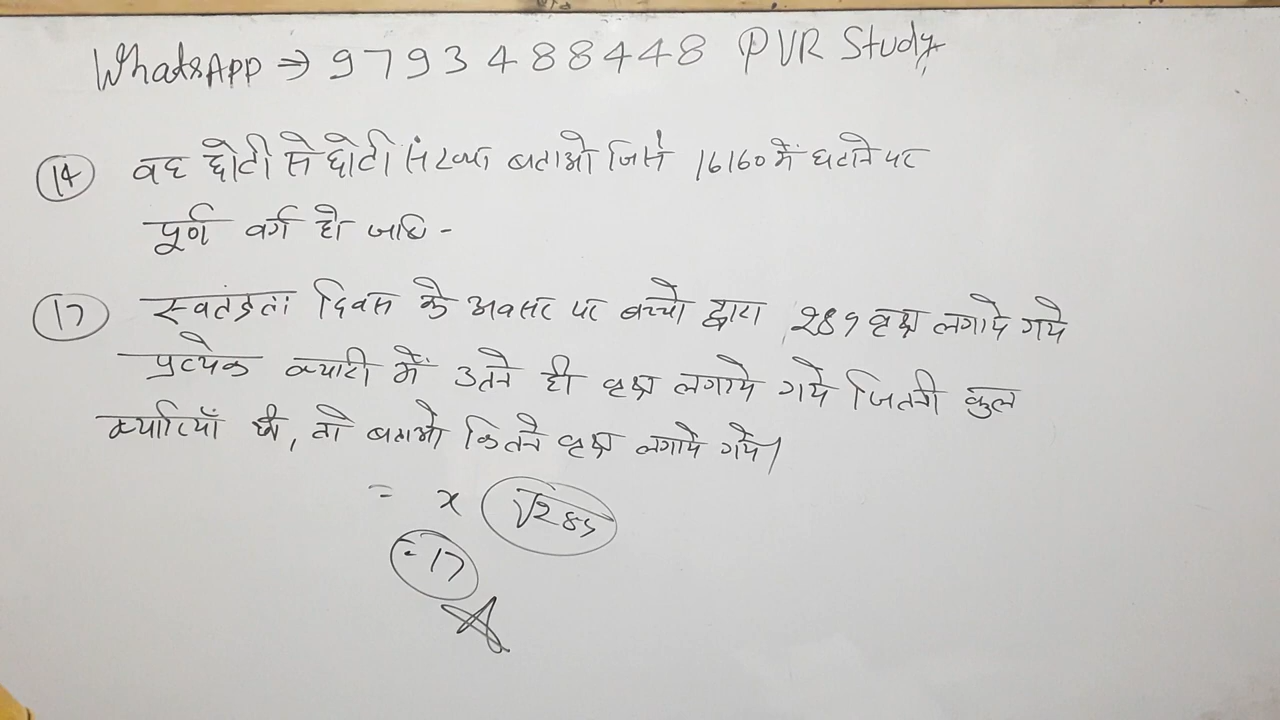 WhatsApp → 9793488448 PVR Study
14 वह छोटी से छोटी संख्या बताओ जिसे 16160 में घटाने पर
पूर्ण वर्ग हो जाये -
17 स्वतंत्रता दिवस के अवसर पर बच्चो द्वारा 289 वृक्ष लगाये गये
प्रत्येक क्यारी में उतने ही वृक्ष लगाये गये जितनी कुल
क्यारियाँ थी, तो बताओ कितने वृक्ष लगाये गये।
= x √289
= 17